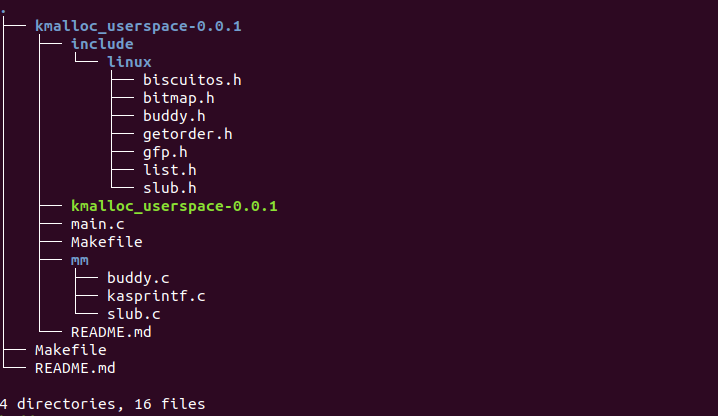 .
├── kmalloc_userspace-0.0.1
│   ├── include
│   │   └── linux
│   │       ├── biscuitos.h
│   │       ├── bitmap.h
│   │       ├── buddy.h
│   │       ├── getorder.h
│   │       ├── gfp.h
│   │       ├── list.h
│   │       └── slub.h
│   ├── kmalloc_userspace-0.0.1
│   ├── main.c
│   ├── Makefile
│   ├── mm
│   │   ├── buddy.c
│   │   ├── kasprintf.c
│   │   └── slub.c
│   └── README.md
├── Makefile
└── README.md

4 directories, 16 files